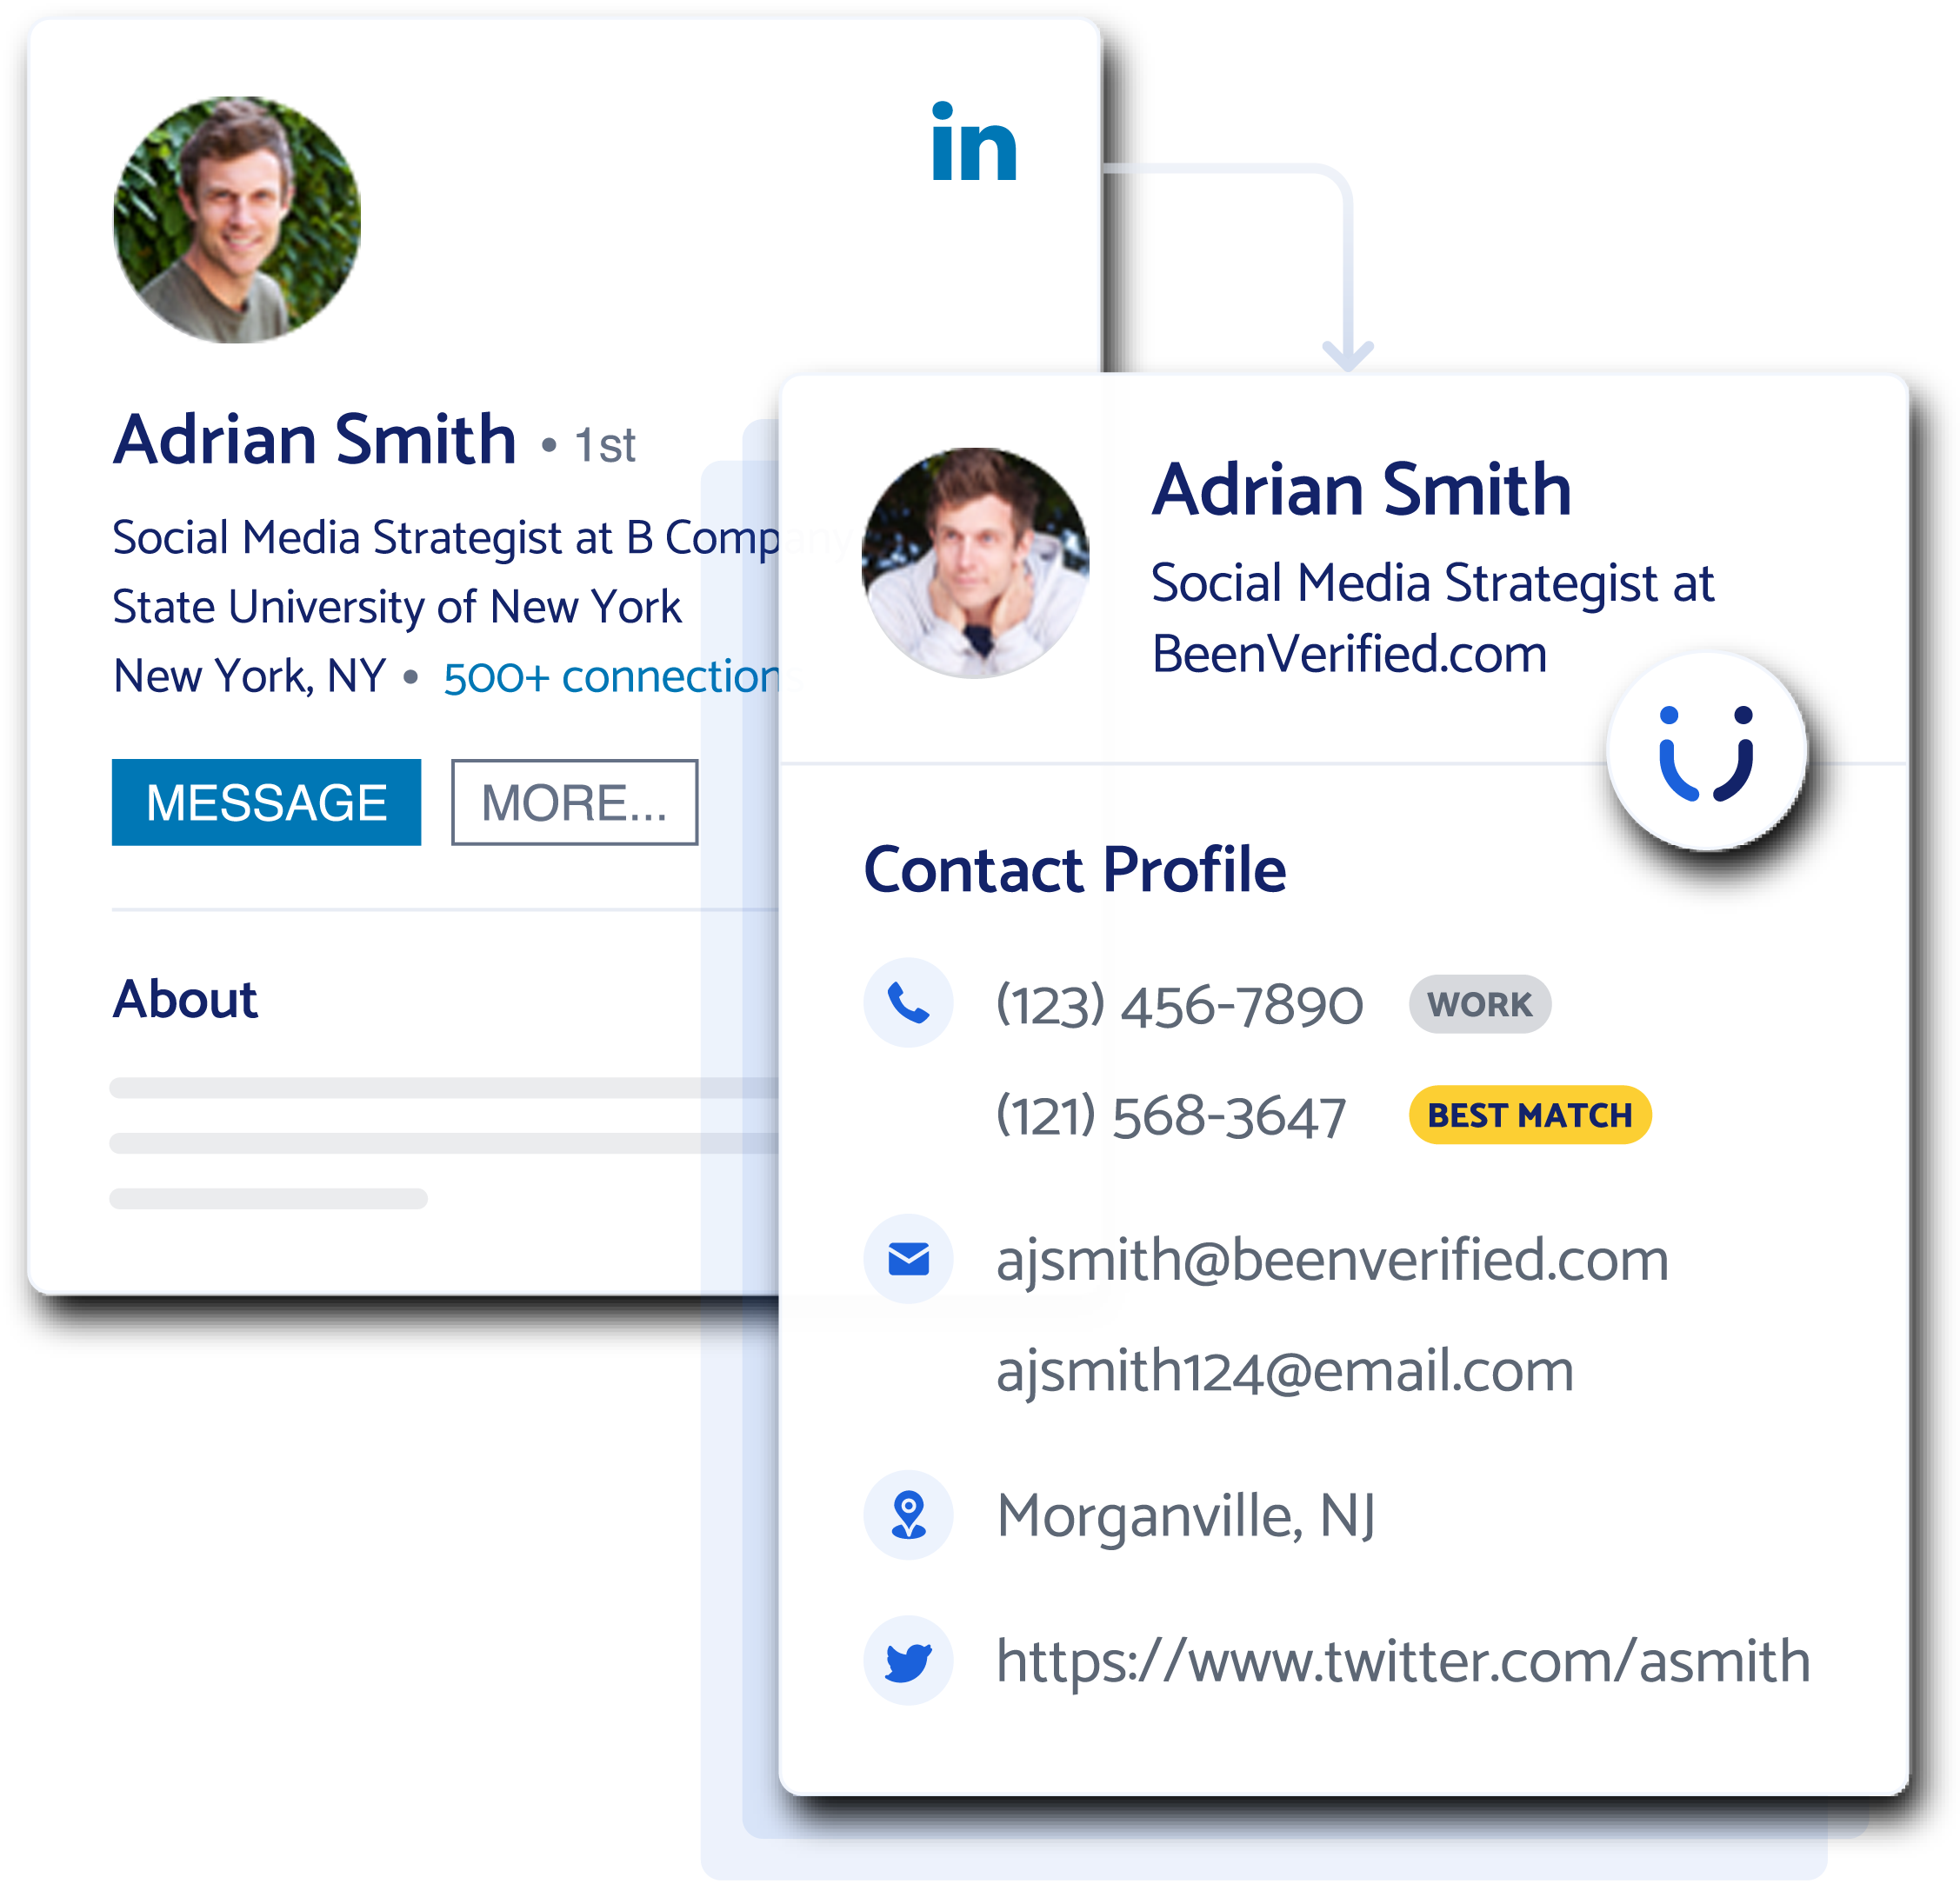 in
Adrian Smith • 1st
Social Media Strategist at B Company
State University of New York
New York, NY • 500+ connections
MESSAGE
MORE...
About
Adrian Smith
Social Media Strategist at
BeenVerified.com
Contact Profile
(123) 456-7890 WORK
(121) 568-3647 BEST MATCH
ajsmith@beenverified.com
ajsmith124@email.com
Morganville, NJ
https://www.twitter.com/asmith